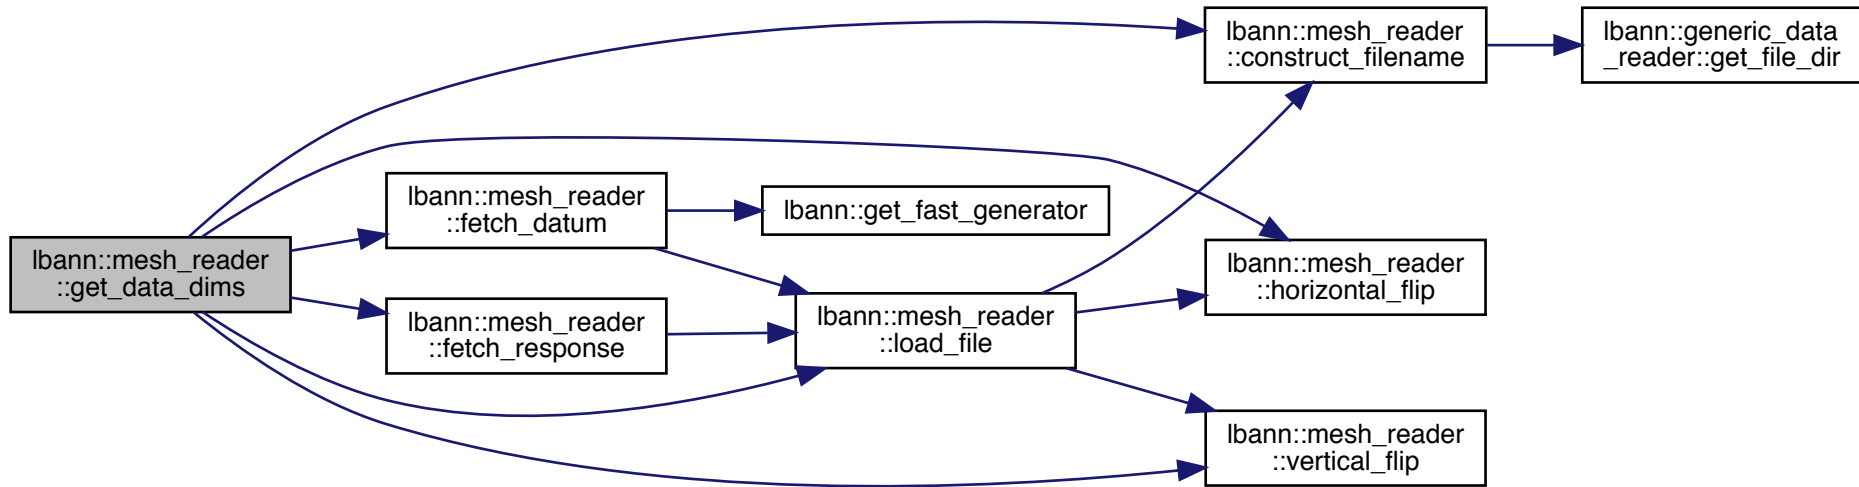 lbann::mesh_reader
::get_data_dims
lbann::mesh_reader
::fetch_datum
lbann::mesh_reader
::fetch_response
lbann::get_fast_generator
lbann::mesh_reader
::load_file
lbann::mesh_reader
::construct_filename
lbann::mesh_reader
::horizontal_flip
lbann::mesh_reader
::vertical_flip
lbann::generic_data
_reader::get_file_dir